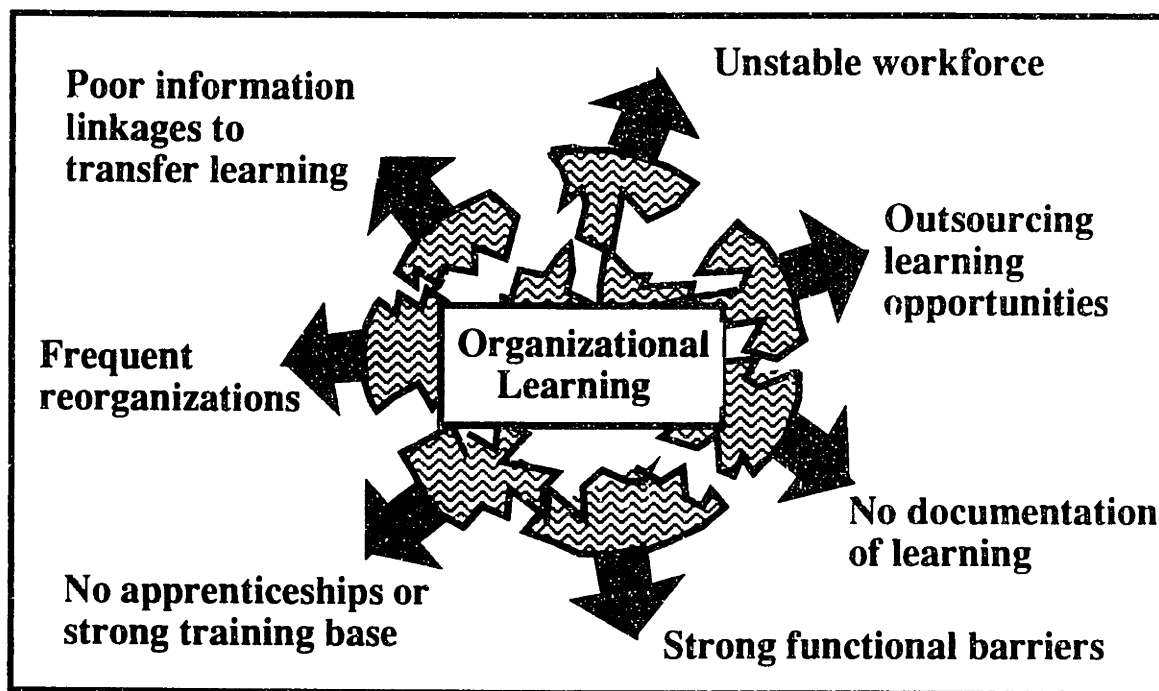 Unstable workforce
Poor information
linkages to
transfer learning
Outsourcing
learning
opportunities
Organizational
Learning
Frequent
reorganizations
No documentation
of learning
No apprenticeships or
strong training base
Strong functional barriers